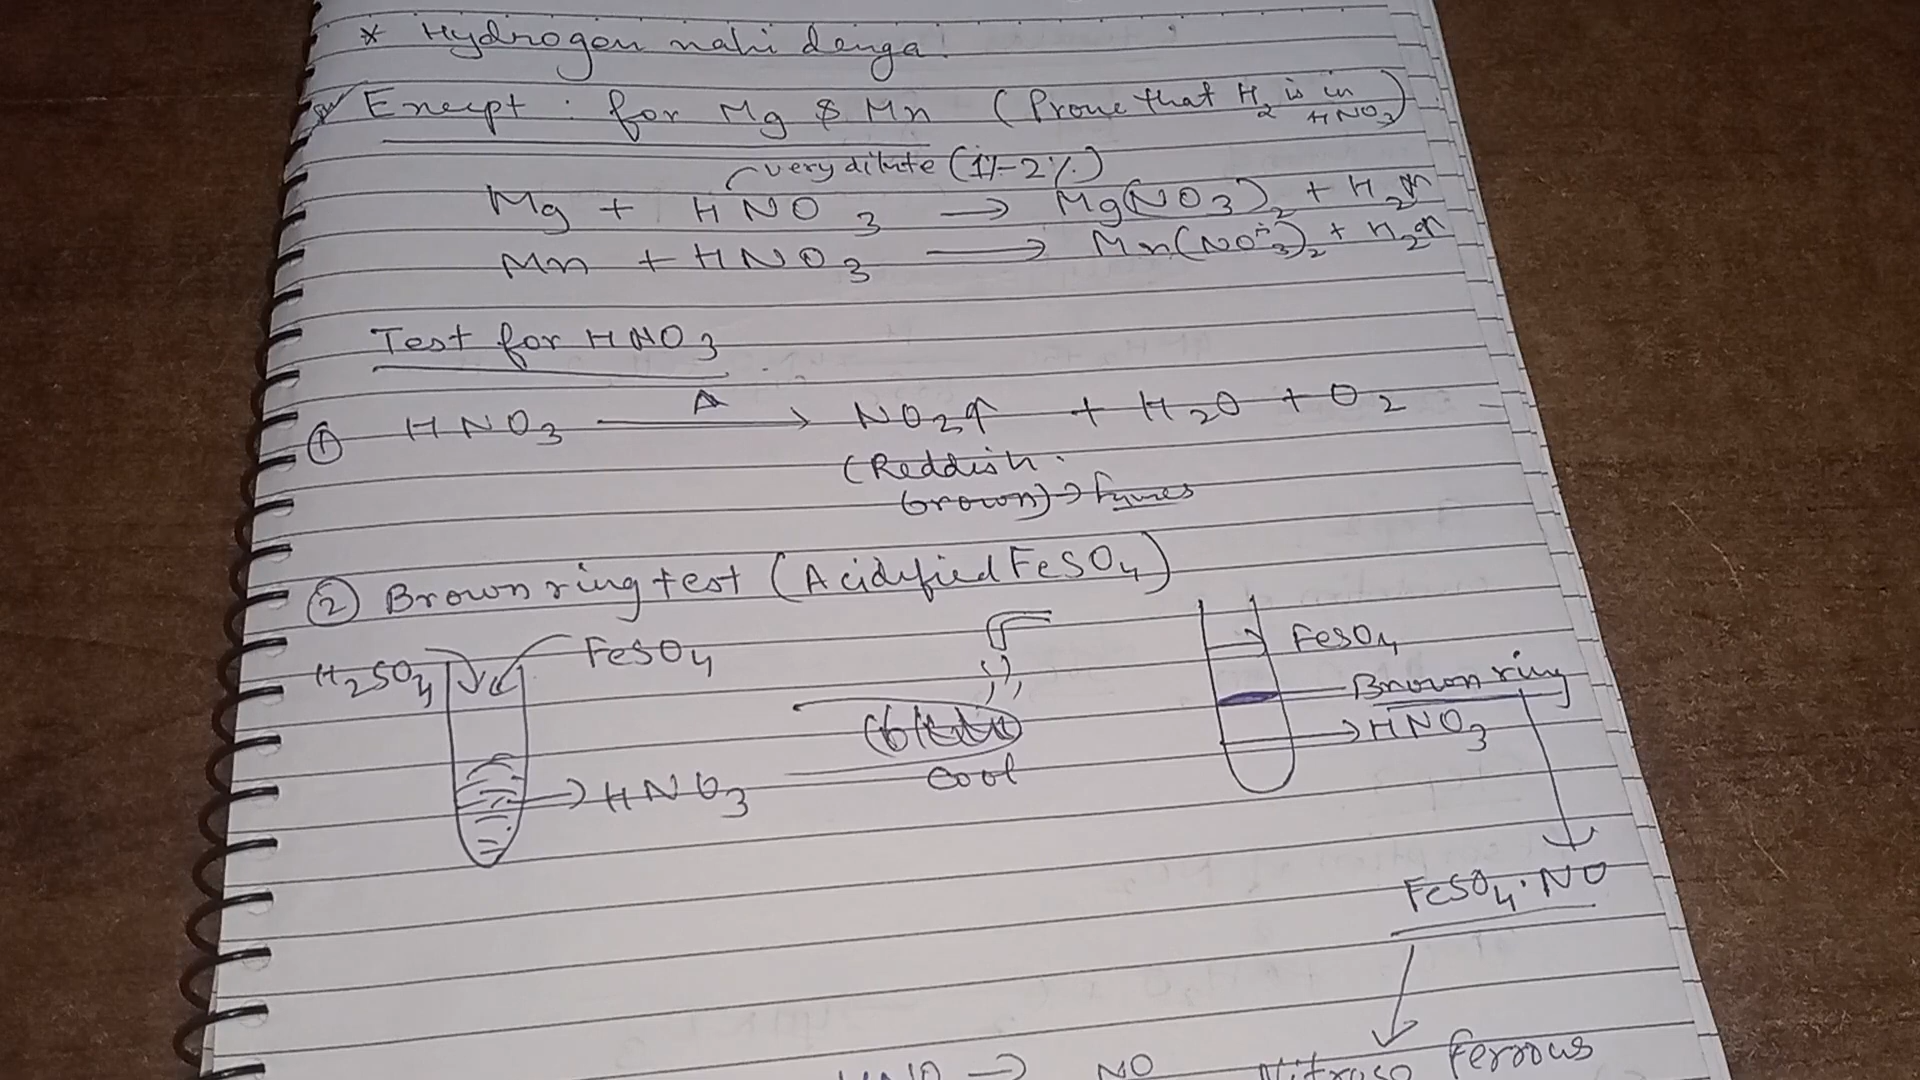 * Hydrogen nahi denga.
Except : for Mg & Mn (Prove that H2 is in HNO3)
very dilute (1%-2%)
Mg + HNO3 → Mg(NO3)2 + H2↑
Mn + HNO3 → Mn(NO3)2 + H2↑
Test for HNO3
① HNO3 —Δ→ NO2↑ + H2O + O2
(Reddish
brown) → fumes
② Brown ring test (Acidified FeSO4)
H2SO4 FeSO4
→ HNO3
cool
FeSO4
Brown ring
→ HNO3
FeSO4.NO
HNO → NO Nitroso Ferrous